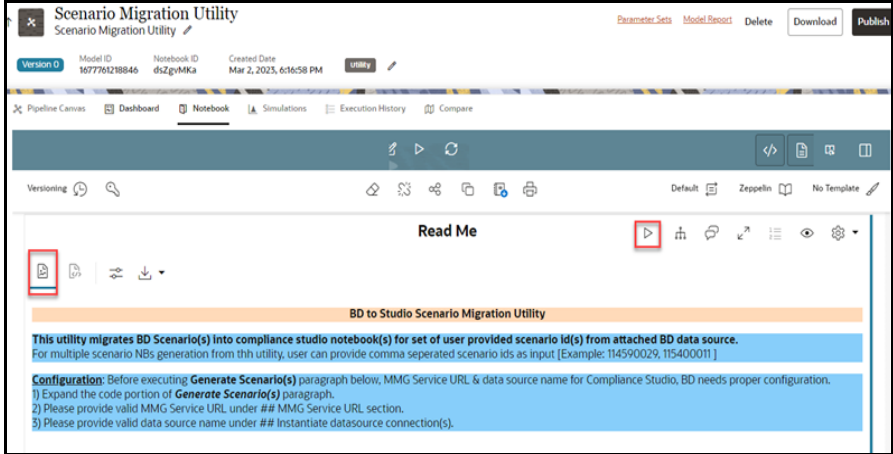 Scenario Migration Utility
Scenario Migration Utility
Parameter Sets Model Report Delete Download Publish
Version 0
Model ID
1677761218846
Notebook ID
dsZgvMKa
Created Date
Mar 2, 2023, 6:16:58 PM
Utility
Pipeline Canvas Dashboard Notebook Simulations Execution History Compare
Versioning Default Zeppelin No Template
Read Me
BD to Studio Scenario Migration Utility
This utility migrates BD Scenario(s) into compliance studio notebook(s) for set of user provided scenario id(s) from attached BD data source.
For multiple scenario NBs generation from thh utility, user can provide comma seperated scenario ids as input [Example: 114590029, 115400011 ]
Configuration: Before executing Generate Scenario(s) paragraph below, MMG Service URL & data source name for Compliance Studio, BD needs proper configuration.
1) Expand the code portion of Generate Scenario(s) paragraph.
2) Please provide valid MMG Service URL under ## MMG Service URL section.
3) Please provide valid data source name under ## Instantiate datasource connection(s).